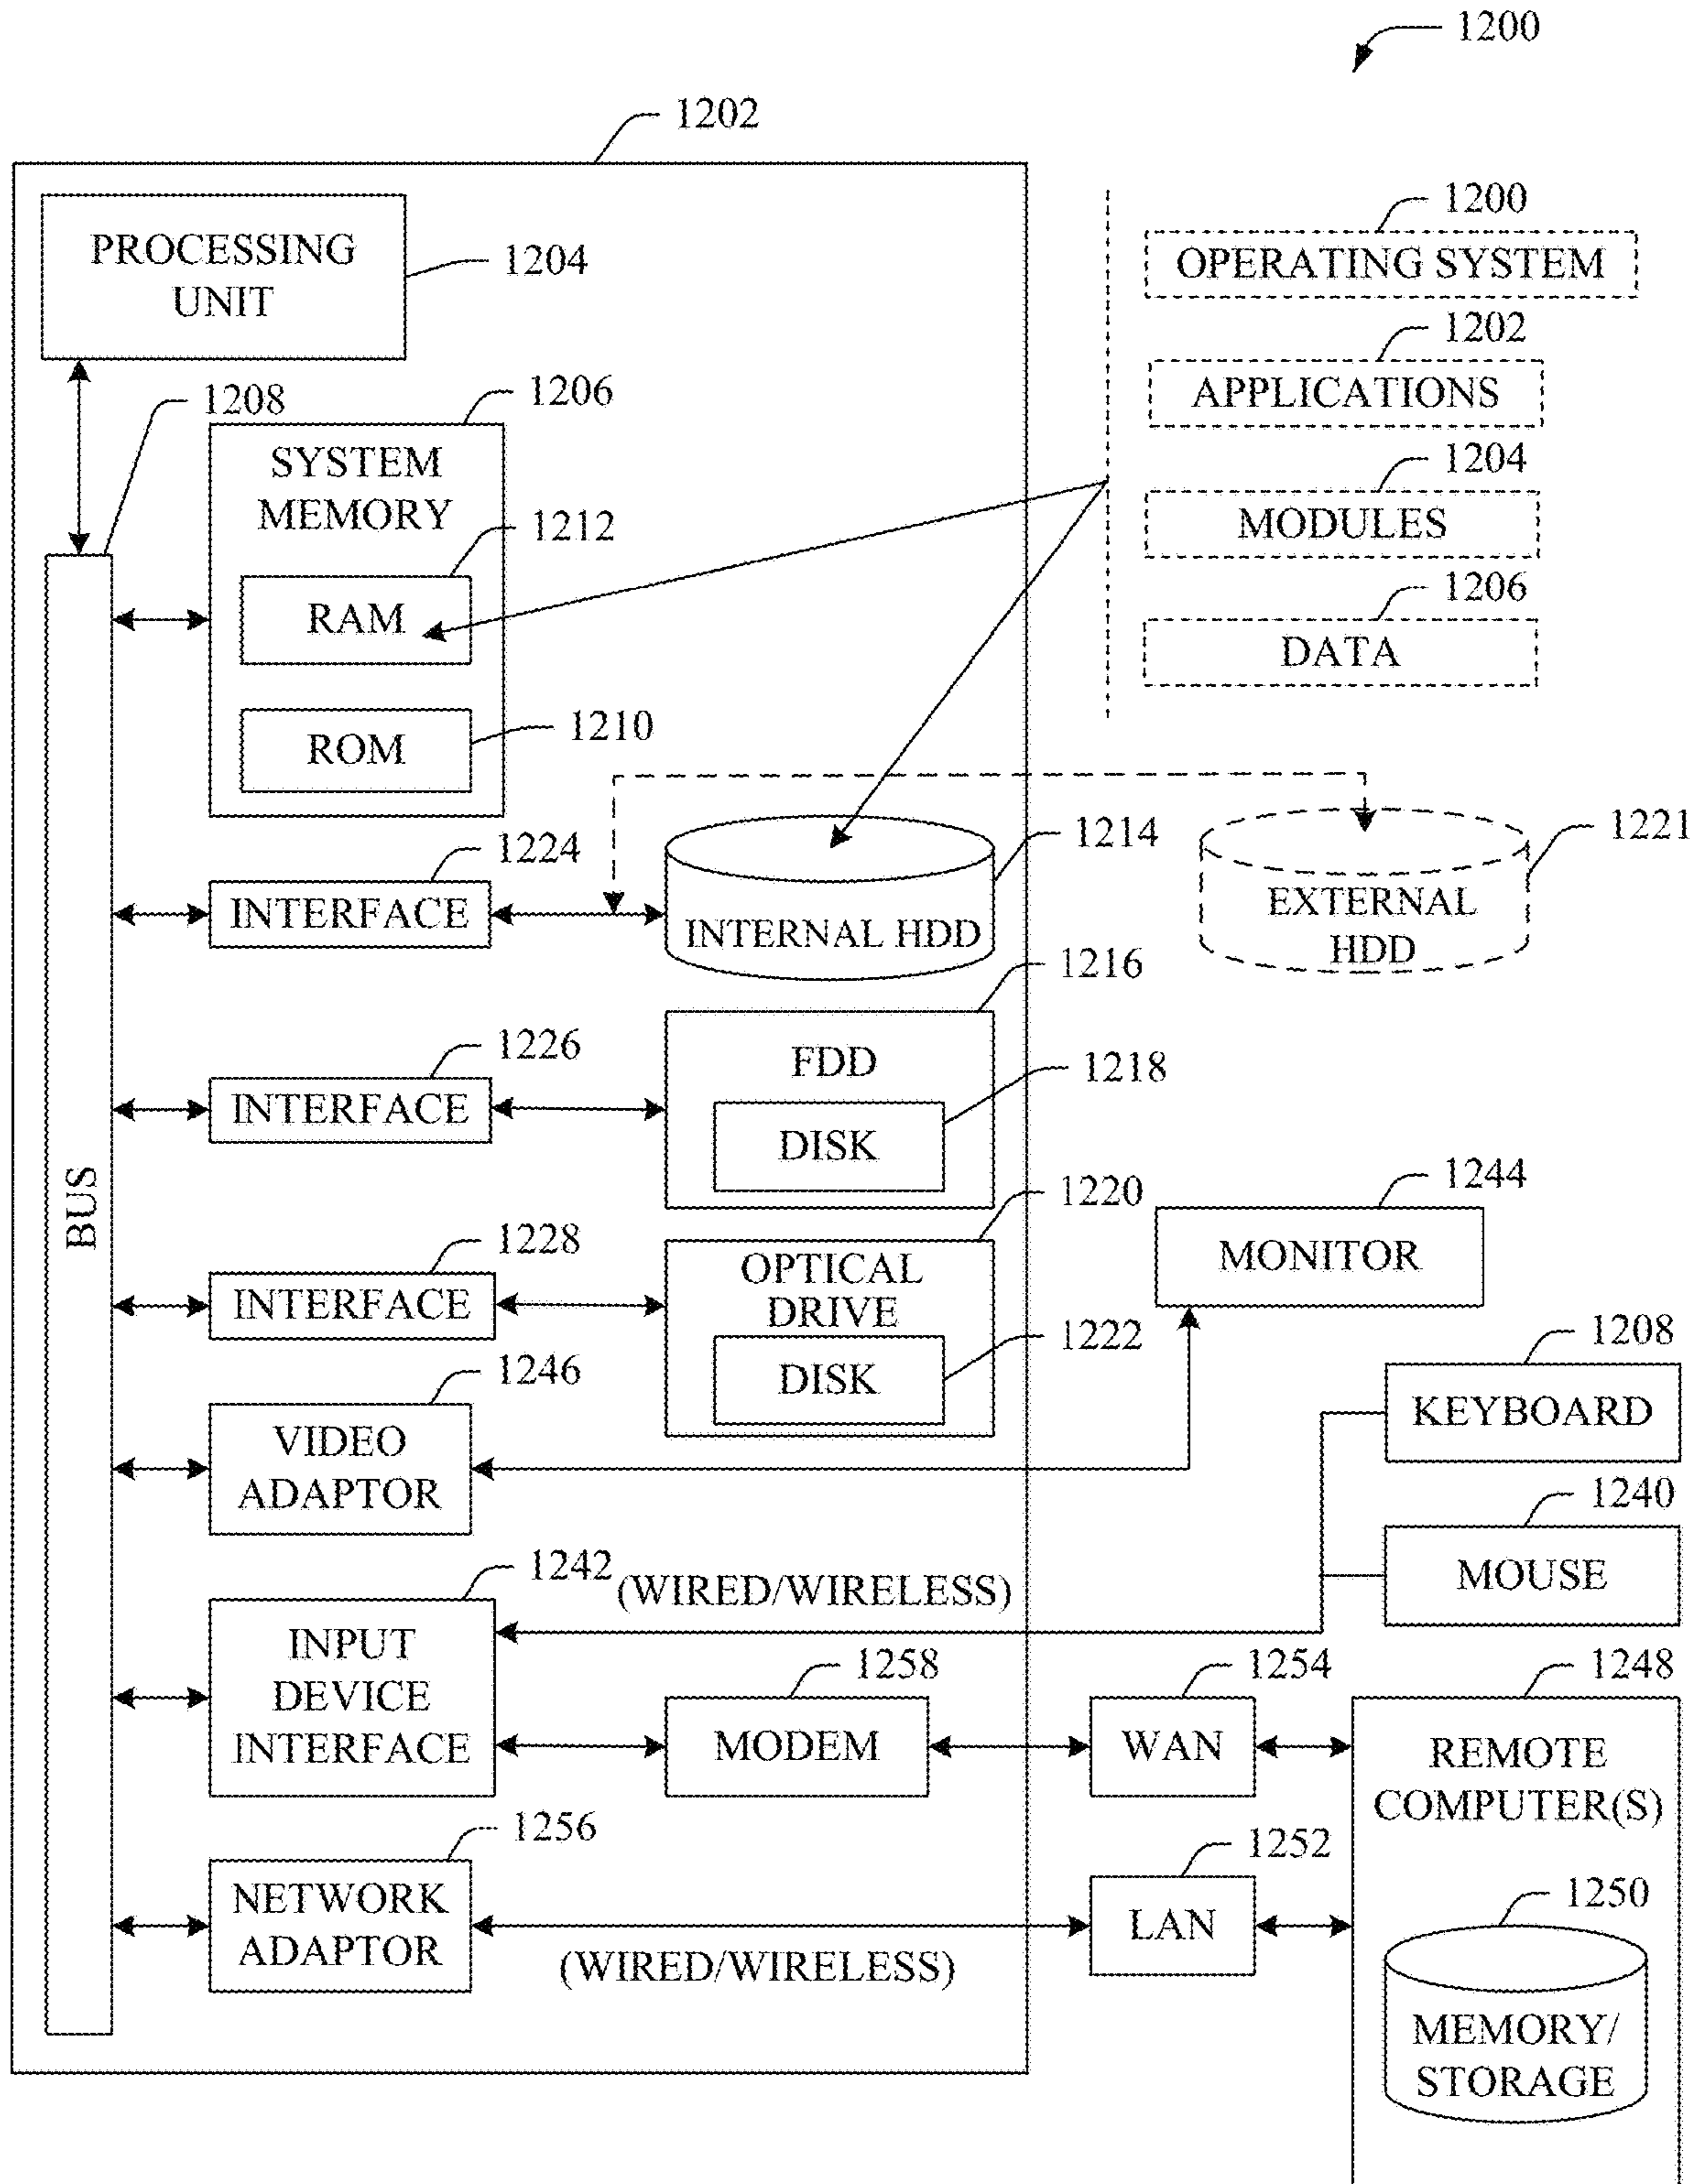 1200
1202
PROCESSING
UNIT
1204
1200
OPERATING SYSTEM
1202
APPLICATIONS
1204
MODULES
1206
DATA
1208
1206
SYSTEM
MEMORY
1212
RAM
1210
ROM
BUS
1224
INTERFACE
1214
INTERNAL HDD
1221
EXTERNAL
HDD
1226
INTERFACE
1216
FDD
1218
DISK
1228
INTERFACE
1220
OPTICAL
DRIVE
1222
DISK
1244
MONITOR
1246
VIDEO
ADAPTOR
1208
KEYBOARD
1240
MOUSE
1242
(WIRED/WIRELESS)
INPUT
DEVICE
INTERFACE
1258
MODEM
1254
WAN
1248
REMOTE
COMPUTER(S)
1256
NETWORK
ADAPTOR
(WIRED/WIRELESS)
1252
LAN
1250
MEMORY/
STORAGE